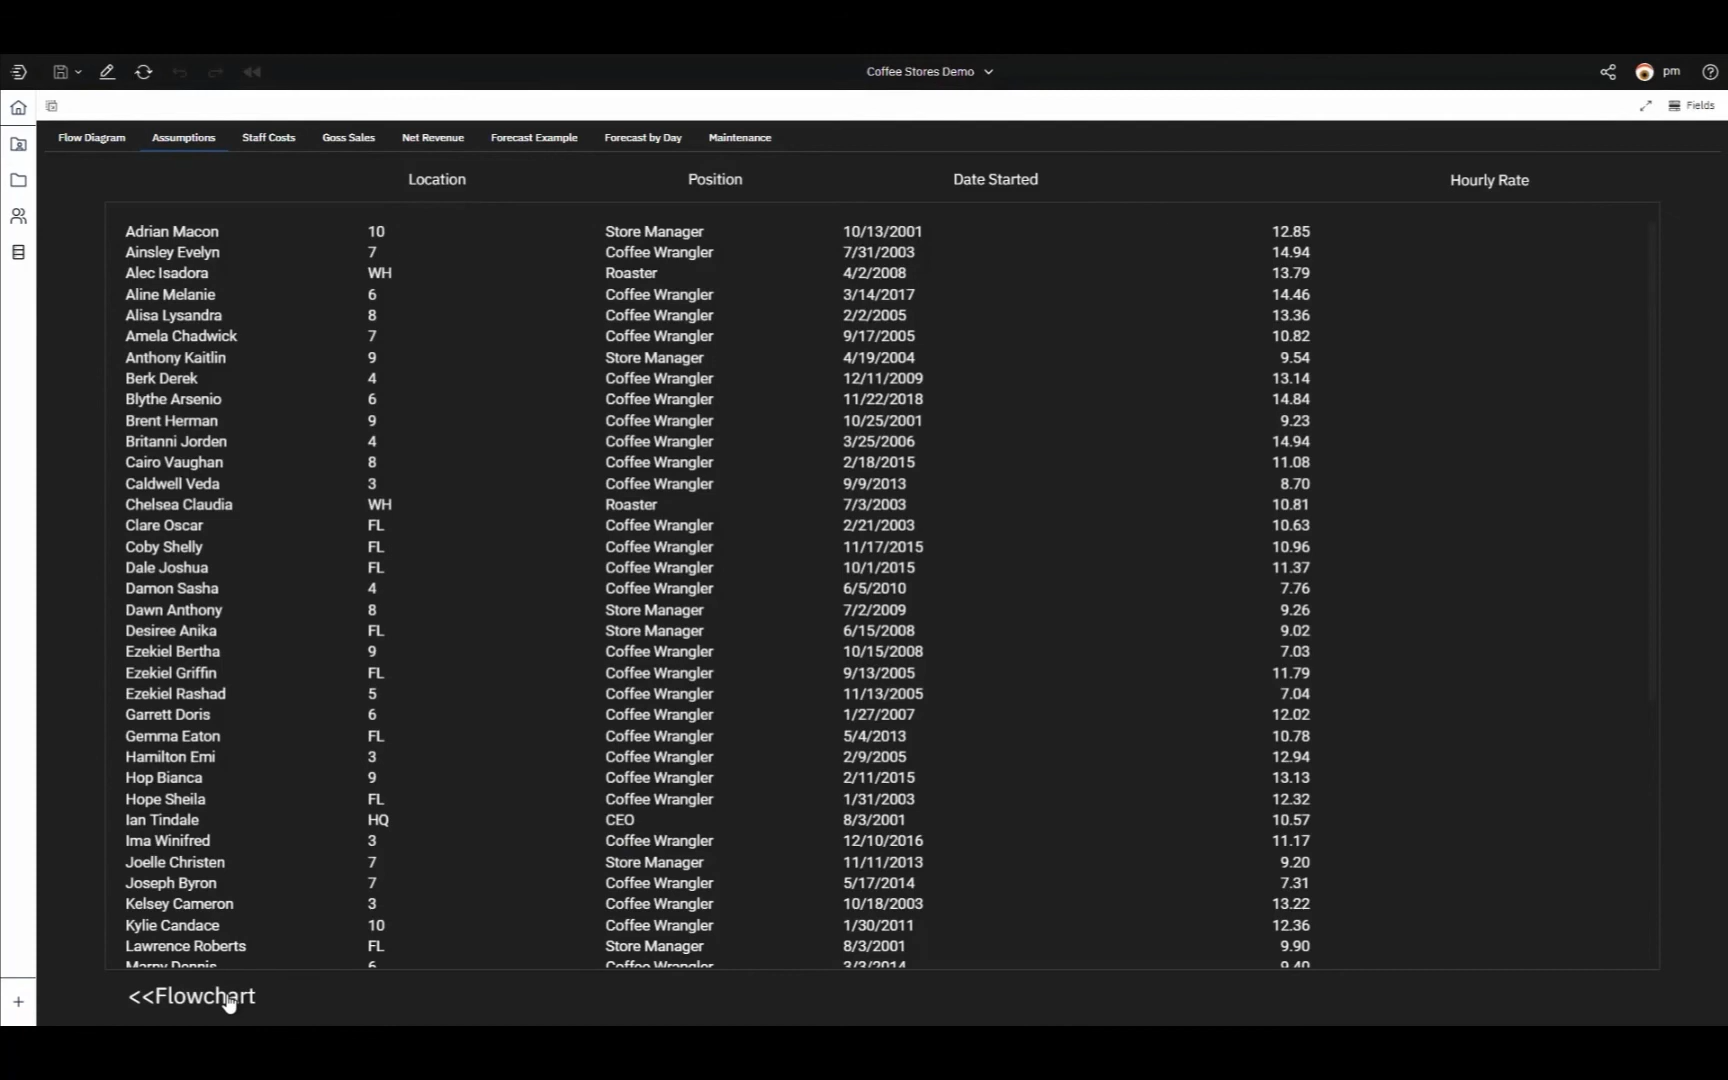 Coffee Stores Demo
pm
Fields
Flow Diagram Assumptions Staff Costs Goss Sales Net Revenue Forecast Example Forecast by Day Maintenance
Location Position Date Started Hourly Rate
Adrian Macon 10 Store Manager 10/13/2001 12.85
Ainsley Evelyn 7 Coffee Wrangler 7/31/2003 14.94
Alec Isadora WH Roaster 4/2/2008 13.79
Aline Melanie 6 Coffee Wrangler 3/14/2017 14.46
Alisa Lysandra 8 Coffee Wrangler 2/2/2005 13.36
Amela Chadwick 7 Coffee Wrangler 9/17/2005 10.82
Anthony Kaitlin 9 Store Manager 4/19/2004 9.54
Berk Derek 4 Coffee Wrangler 12/11/2009 13.14
Blythe Arsenio 6 Coffee Wrangler 11/22/2018 14.84
Brent Herman 9 Coffee Wrangler 10/25/2001 9.23
Britanni Jorden 4 Coffee Wrangler 3/25/2006 14.94
Cairo Vaughan 8 Coffee Wrangler 2/18/2015 11.08
Caldwell Veda 3 Coffee Wrangler 9/9/2013 8.70
Chelsea Claudia WH Roaster 7/3/2003 10.81
Clare Oscar FL Coffee Wrangler 2/21/2003 10.63
Coby Shelly FL Coffee Wrangler 11/17/2015 10.96
Dale Joshua FL Coffee Wrangler 10/1/2015 11.37
Damon Sasha 4 Coffee Wrangler 6/5/2010 7.76
Dawn Anthony 8 Store Manager 7/2/2009 9.26
Desiree Anika FL Store Manager 6/15/2008 9.02
Ezekiel Bertha 9 Coffee Wrangler 10/15/2008 7.03
Ezekiel Griffin FL Coffee Wrangler 9/13/2005 11.79
Ezekiel Rashad 5 Coffee Wrangler 11/13/2005 7.04
Garrett Doris 6 Coffee Wrangler 1/27/2007 12.02
Gemma Eaton FL Coffee Wrangler 5/4/2013 10.78
Hamilton Emi 3 Coffee Wrangler 2/9/2005 12.94
Hop Bianca 9 Coffee Wrangler 2/11/2015 13.13
Hope Sheila FL Coffee Wrangler 1/31/2003 12.32
Ian Tindale HQ CEO 8/3/2001 10.57
Ima Winifred 3 Coffee Wrangler 12/10/2016 11.17
Joelle Christen 7 Store Manager 11/11/2013 9.20
Joseph Byron 7 Coffee Wrangler 5/17/2014 7.31
Kelsey Cameron 3 Coffee Wrangler 10/18/2003 13.22
Kylie Candace 10 Coffee Wrangler 1/30/2011 12.36
Lawrence Roberts FL Store Manager 8/3/2001 9.90
Marny Dennis 6 Coffee Wrangler 3/3/2014 9.40
<<Flowchart